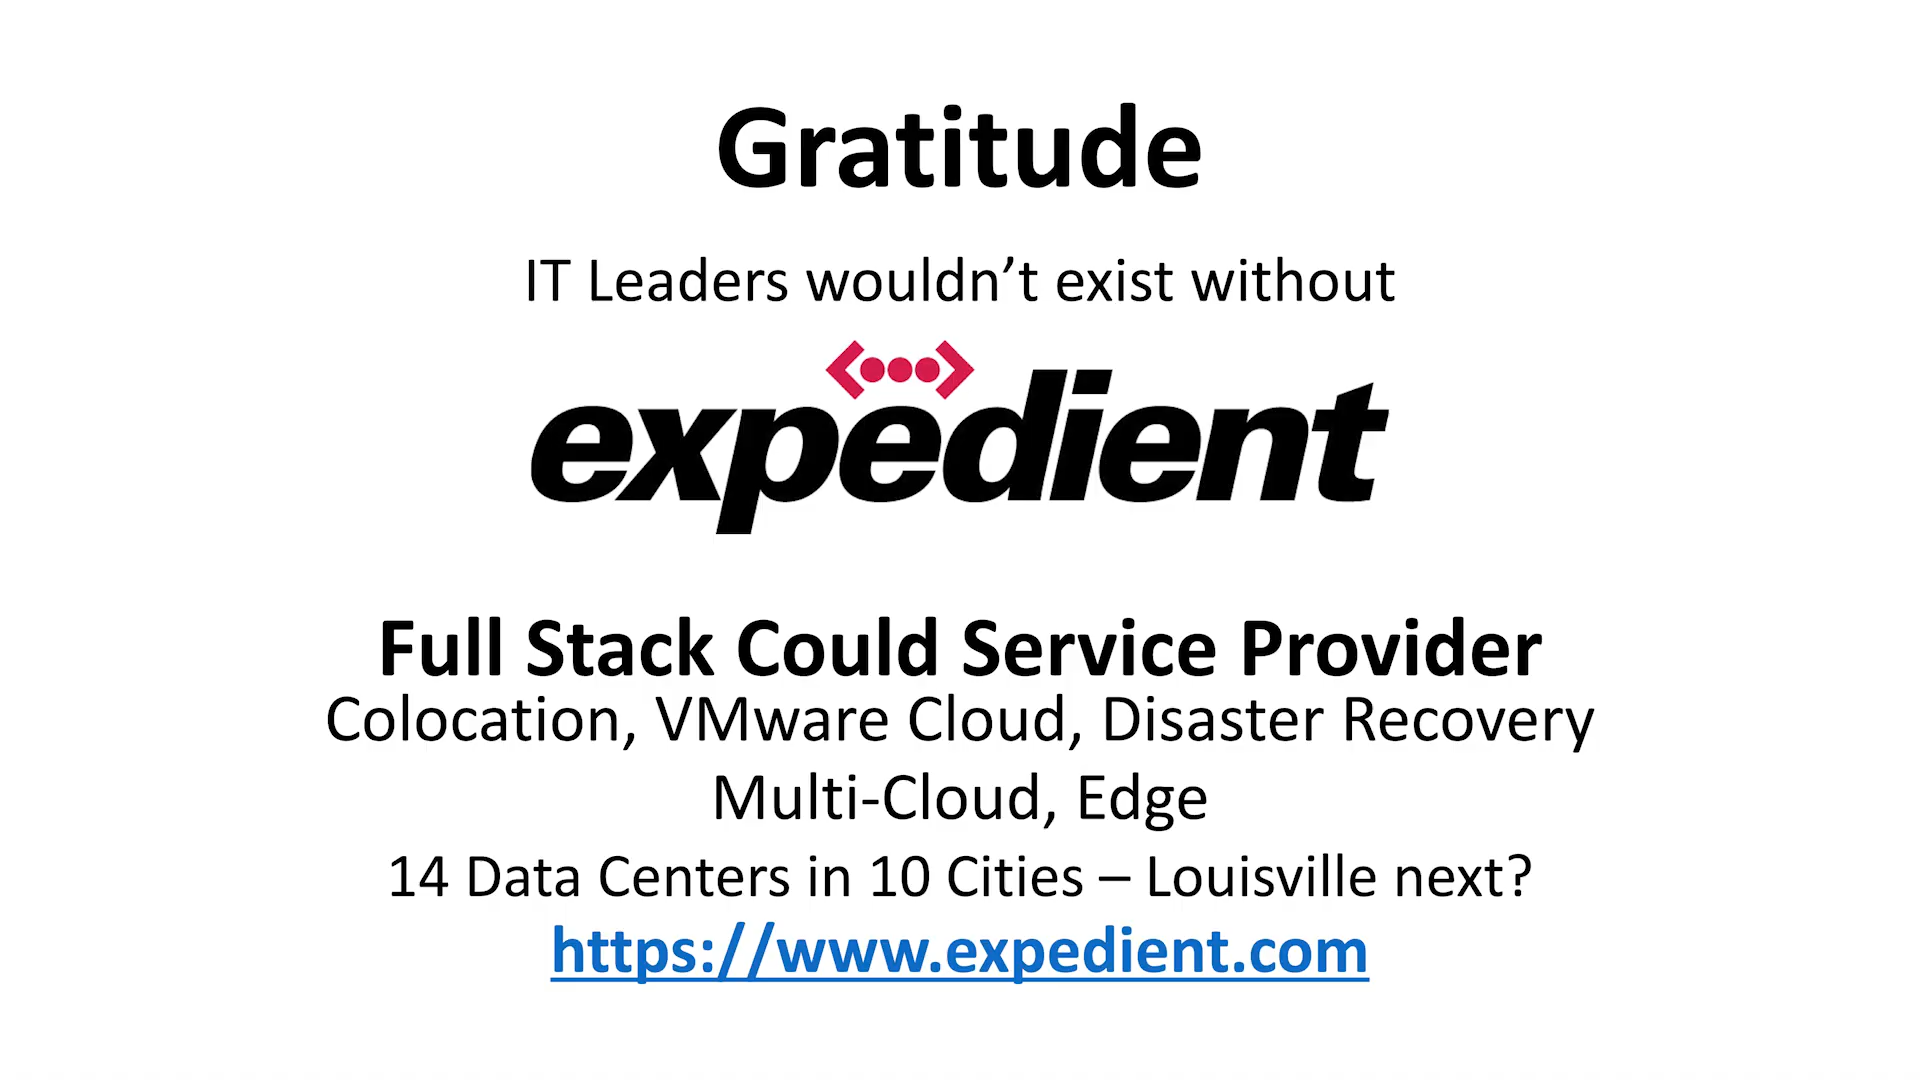 Gratitude
IT Leaders wouldn’t exist without
expedient
Full Stack Could Service Provider
Colocation, VMware Cloud, Disaster Recovery
Multi-Cloud, Edge
14 Data Centers in 10 Cities – Louisville next?
https://www.expedient.com